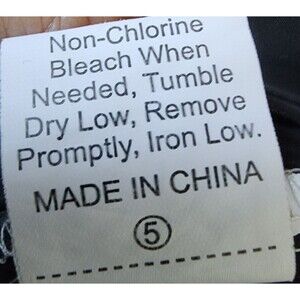 Non-Chlorine
Bleach When
Needed, Tumble
Dry Low, Remove
Promptly, Iron Low.
MADE IN CHINA
⑤